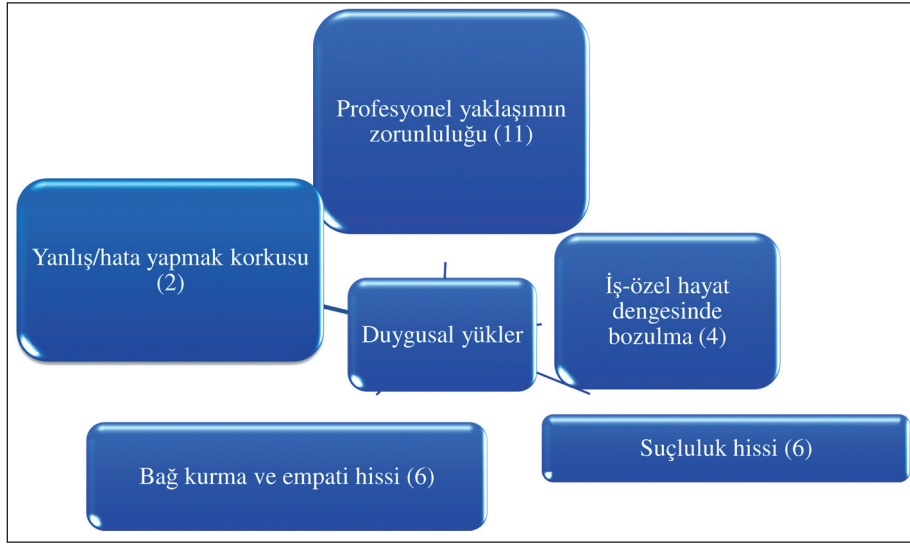 Profesyonel yaklaşımın
zorunluluğu (11)
Yanlış/hata yapmak korkusu
(2)
İş-özel hayat
dengesinde
bozulma (4)
Duygusal yükler
Suçluluk hissi (6)
Bağ kurma ve empati hissi (6)